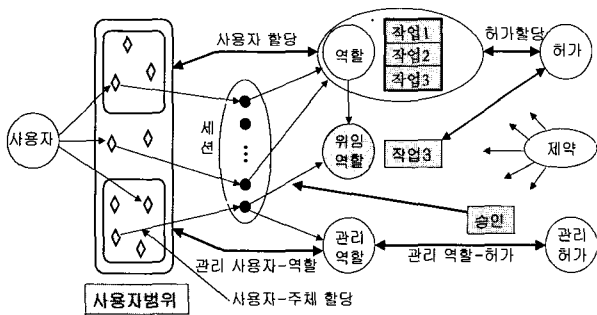 사용자 할당
역할
작업1
작업2
작업3
허가할당
허가
사용자
세션
위임
역할
작업3
제약
승인
관리
역할
관리 사용자-역할
관리 역할-허가
관리
허가
사용자범위
사용자-주체 할당